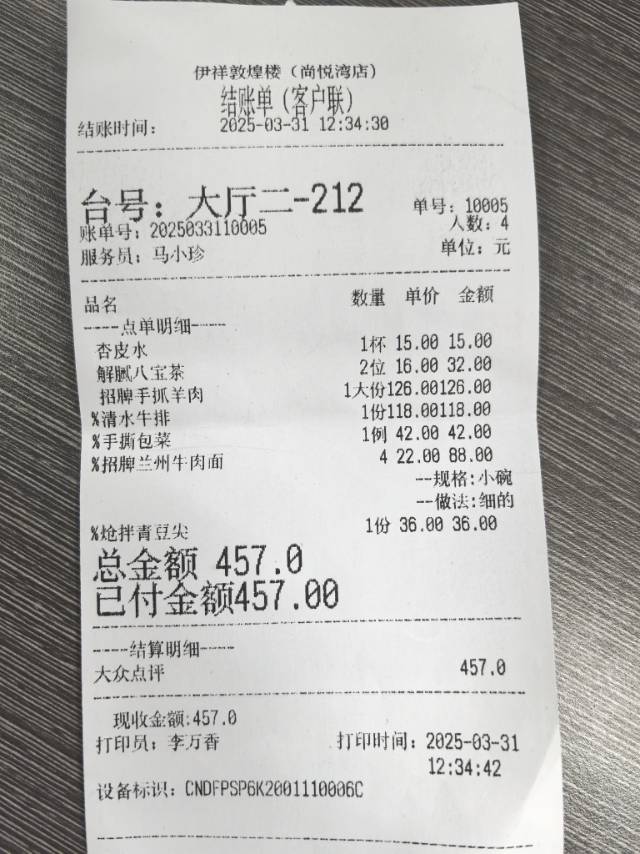 伊祥敦煌楼（尚悦湾店）
结账单（客户联）
结账时间： 2025-03-31 12:34:30
台号：大厅二-212 单号：10005
账单号：2025033110005 人数：4
服务员：马小珍 单位：元
品名 数量 单价 金额
----点单明细----
杏皮水 1杯 15.00 15.00
解腻八宝茶 2位 16.00 32.00
招牌手抓羊肉 1大份126.00126.00
%清水牛排 1份118.00118.00
%手撕包菜 1例 42.00 42.00
%招牌兰州牛肉面 4 22.00 88.00
--规格:小碗
--做法:细的
%炝拌青豆尖 1份 36.00 36.00
总金额 457.0
已付金额457.00
----结算明细----
大众点评 457.0
现收金额:457.0
打印员：李万香 打印时间：2025-03-31
12:34:42
设备标识：CNDFPSP6K2001110006C